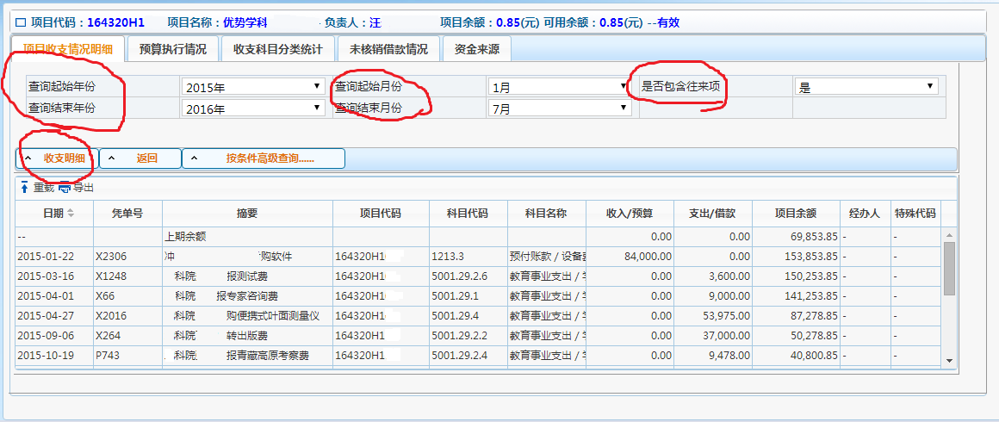 项目代码：164320H1 项目名称：优势学科 负责人：汪 项目余额：0.85(元) 可用余额：0.85(元) --有效
项目收支情况明细 预算执行情况 收支科目分类统计 未核销借款情况 资金来源
查询起始年份 2015年 查询起始月份 1月 是否包含往来项 是
查询结束年份 2016年 查询结束月份 7月
收支明细 返回 按条件高级查询......
重载 导出
日期 凭单号 摘要 项目代码 科目代码 科目名称 收入/预算 支出/借款 项目余额 经办人 特殊代码
-- 上期余额 0.00 0.00 69,853.85 - -
2015-01-22 X2306 冲 购软件 164320H1 1213.3 预付账款 / 设备 84,000.00 0.00 153,853.85 - -
2015-03-16 X1248 科院 报测试费 164320H1 5001.29.2.6 教育事业支出 / 0.00 3,600.00 150,253.85 - -
2015-04-01 X66 科院 报专家咨询费 164320H1 5001.29.1 教育事业支出 / 0.00 9,000.00 141,253.85 - -
2015-04-27 X2016 科院 购便携式叶面测量仪 164320H1 5001.29.4 教育事业支出 / 0.00 53,975.00 87,278.85 - -
2015-09-06 X264 科院 转出版费 164320H1 5001.29.2.2 教育事业支出 / 0.00 37,000.00 50,278.85 - -
2015-10-19 P743 科院 报青藏高原考察费 164320H1 5001.29.2.4 教育事业支出 / 0.00 9,478.00 40,800.85 - -